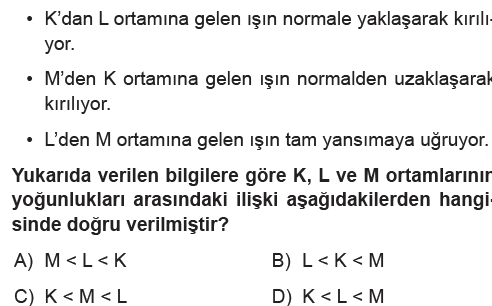 • K'dan L ortamına gelen ışın normale yaklaşarak kırılı-
yor.
• M'den K ortamına gelen ışın normalden uzaklaşarak
kırılıyor.
• L'den M ortamına gelen ışın tam yansımaya uğruyor.
Yukarıda verilen bilgilere göre K, L ve M ortamlarının
yoğunlukları arasındaki ilişki aşağıdakilerden hangi-
sinde doğru verilmiştir?
A) M < L < K B) L < K < M
C) K < M < L D) K < L < M